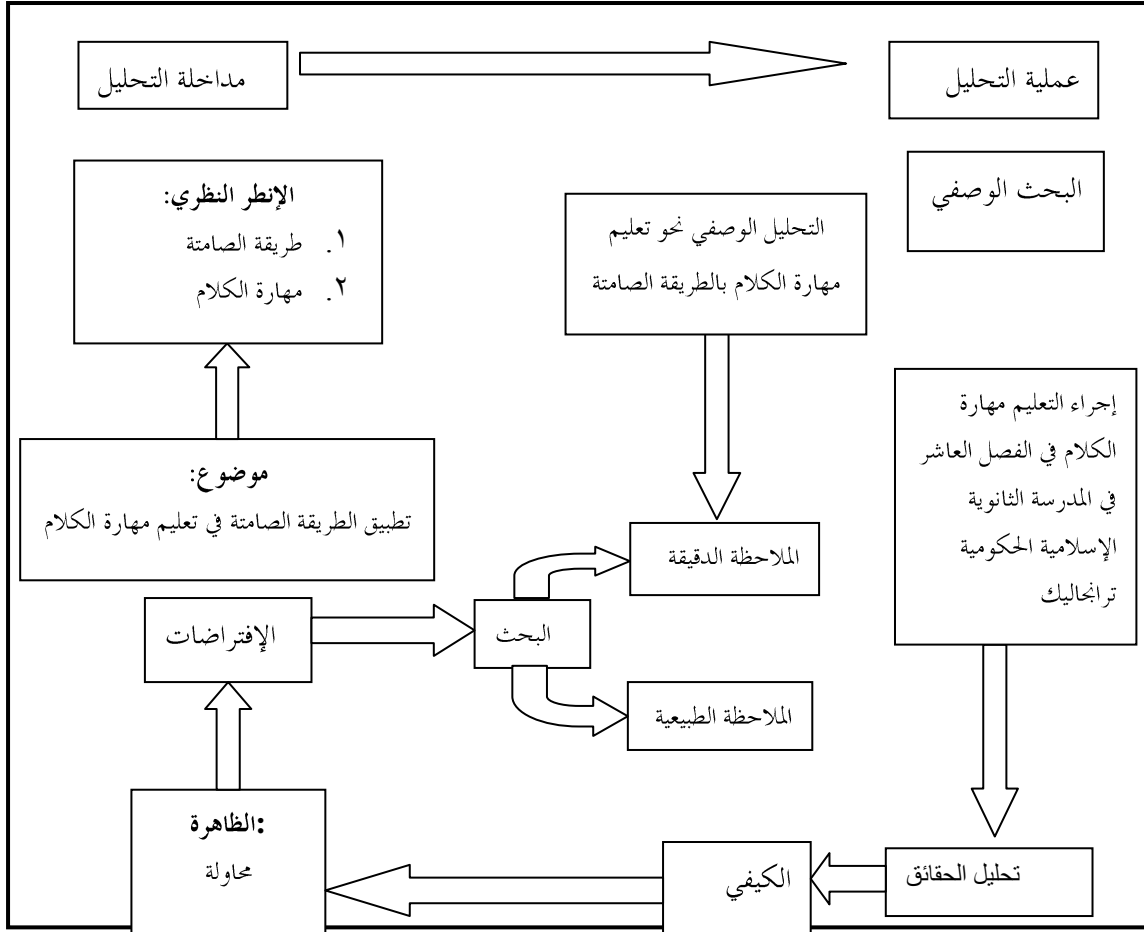 عملية التحليل
مداخلة التحليل
البحث الوصفي
الإنطر النظري:
١. طريقة الصامتة
٢. مهارة الكلام
التحليل الوصفي نحو تعليم
مهارة الكلام بالطريقة الصامتة
إجراء التعليم مهارة
الكلام في الفصل العاشر
في المدرسة الثانوية
الإسلامية الحكومية
ترانجاليك
موضوع:
تطبيق الطريقة الصامتة في تعليم مهارة الكلام
الملاحظة الدقيقة
البحث
الإفتراضات
الملاحظة الطبيعية
:الظاهرة
محاولة
تحليل الحقائق
الكيفي